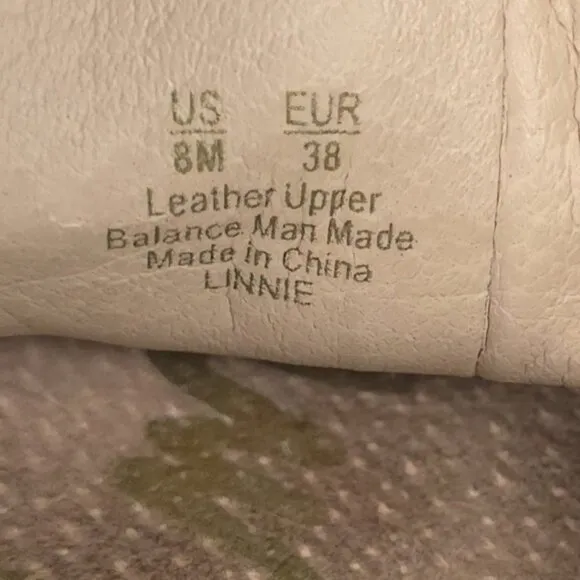 US EUR
8M 38
Leather Upper
Balance Man Made
Made in China
LINNIE